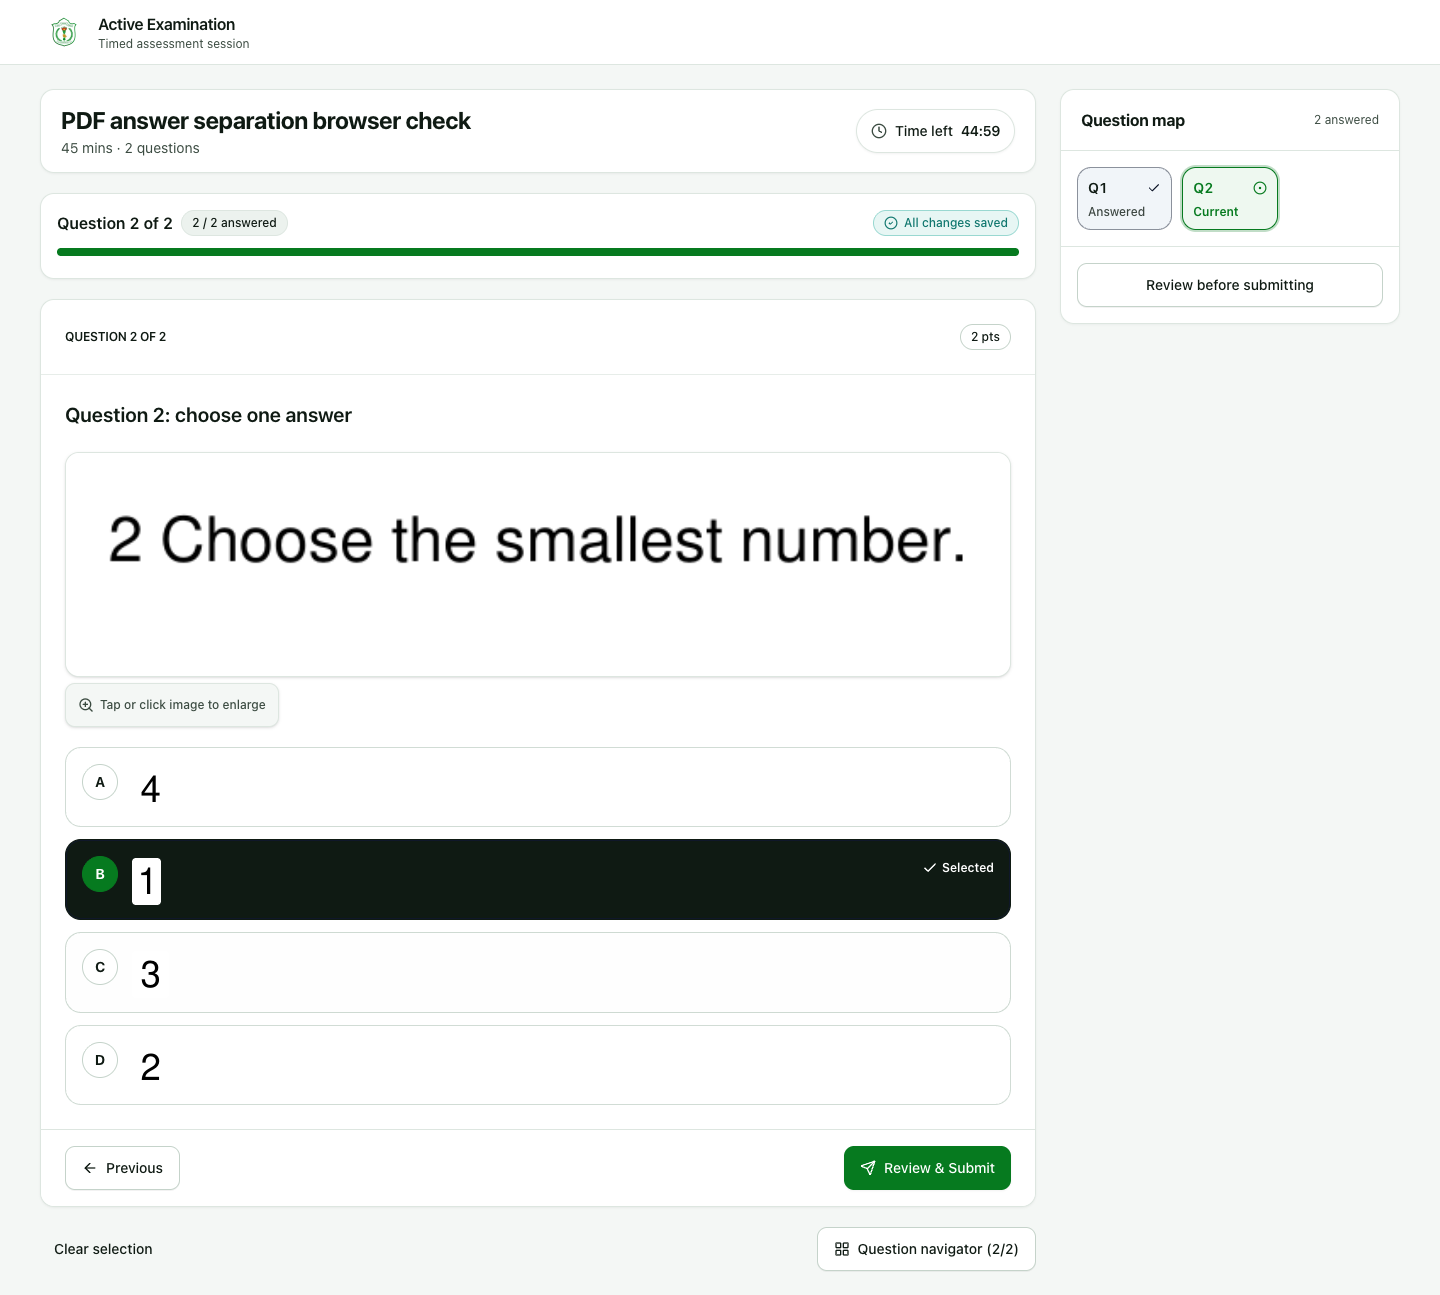 Active Examination
Timed assessment session
PDF answer separation browser check
45 mins · 2 questions
Time left 44:59
Question 2 of 2
2 / 2 answered
All changes saved
QUESTION 2 OF 2
2 pts
Question 2: choose one answer
2 Choose the smallest number.
Tap or click image to enlarge
A 4
B 1
Selected
C 3
D 2
Previous
Review & Submit
Clear selection
Question navigator (2/2)
Question map
2 answered
Q1
Answered
Q2
Current
Review before submitting